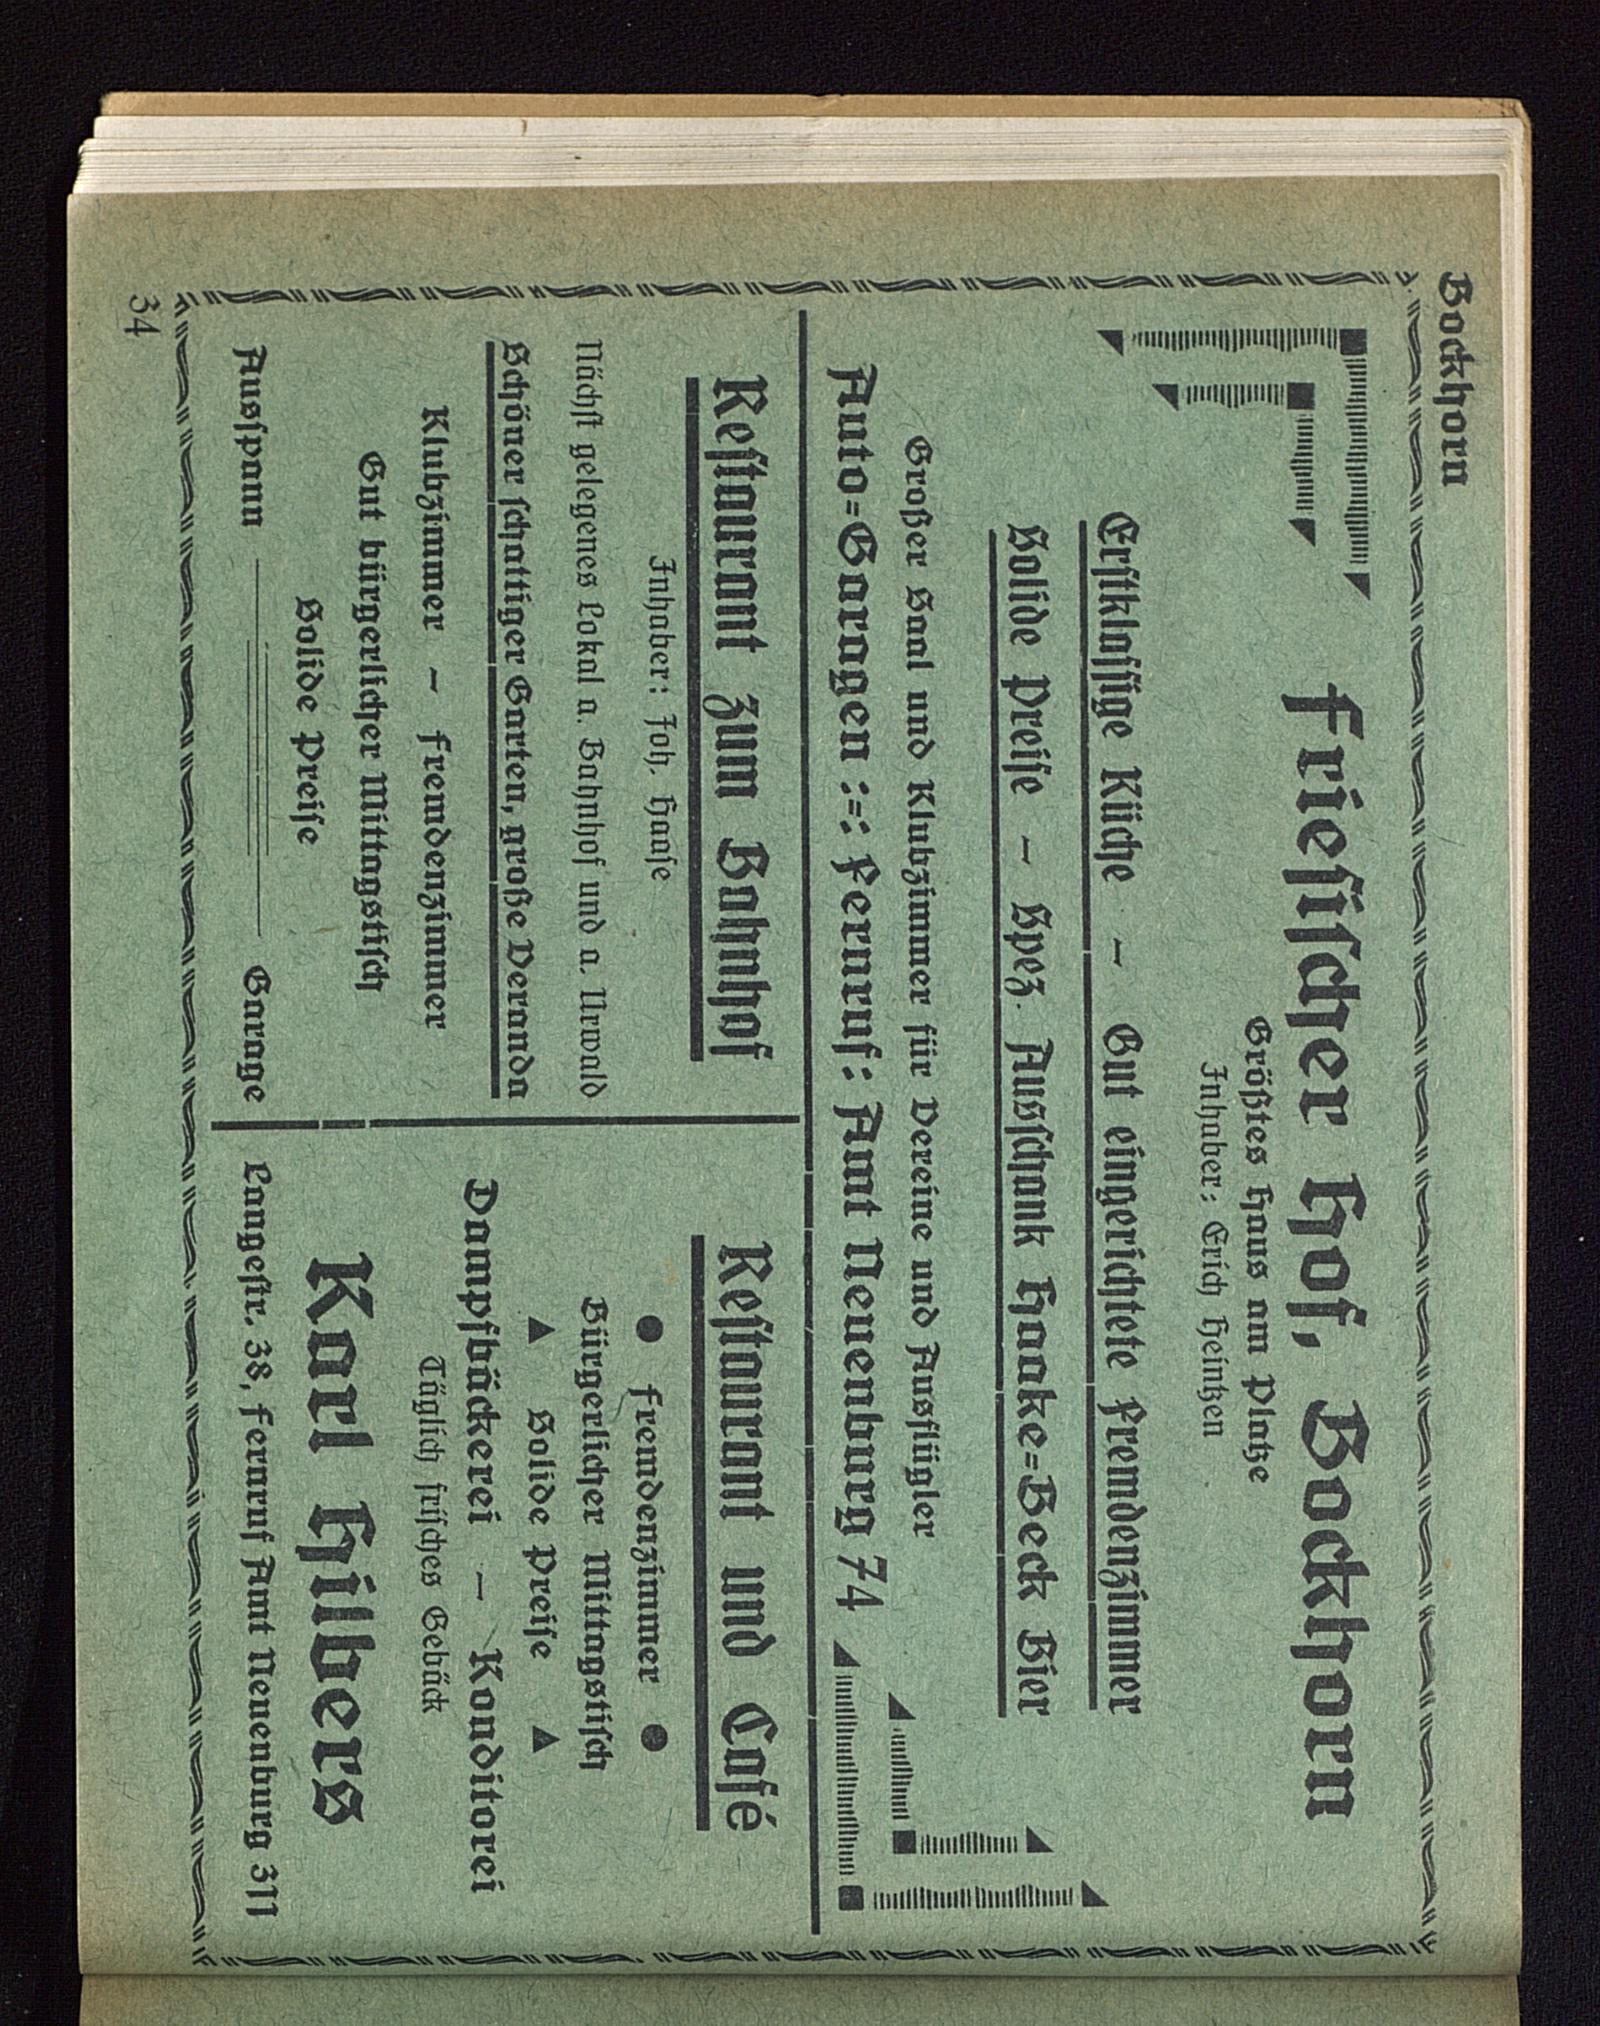 Bockhorn
Friesischer Hof, Bockhorn
Größtes Haus am Platze
Inhaber: Erich Heintzen
Erstklassige Küche – Gut eingerichtete Fremdenzimmer
Solide Preise – Spez. Ausschank Haake=Beck Bier
Großer Saal und Klubzimmer für Vereine und Ausflügler
Auto=Garagen :=: Fernruf: Amt Neuenburg 74
Restaurant zum Bahnhof
Inhaber: Joh. Haase
Nächst gelegenes Lokal a. Bahnhof und a. Urwald
Schöner schattiger Garten, große Veranda
Klubzimmer – Fremdenzimmer
Gut bürgerlicher Mittagstisch
Solide Preise
Ausspann Garage
Restaurant und Café
● Fremdenzimmer ●
Bürgerlicher Mittagstisch
▲ Solide Preise ▲
Dampfbäckerei – Konditorei
Täglich frisches Gebäck
Karl Hilbers
Langestr. 38, Fernruf Amt Neuenburg 311
34